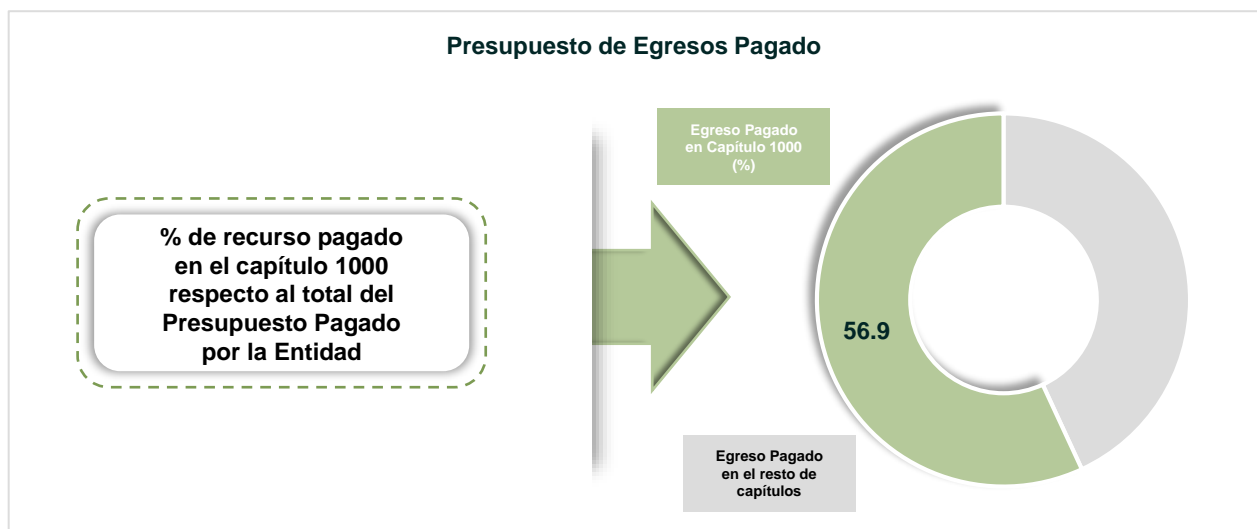 Presupuesto de Egresos Pagado
Egreso Pagado
en Capítulo 1000
(%)
% de recurso pagado
en el capítulo 1000
respecto al total del
Presupuesto Pagado
por la Entidad
56.9
Egreso Pagado
en el resto de
capítulos